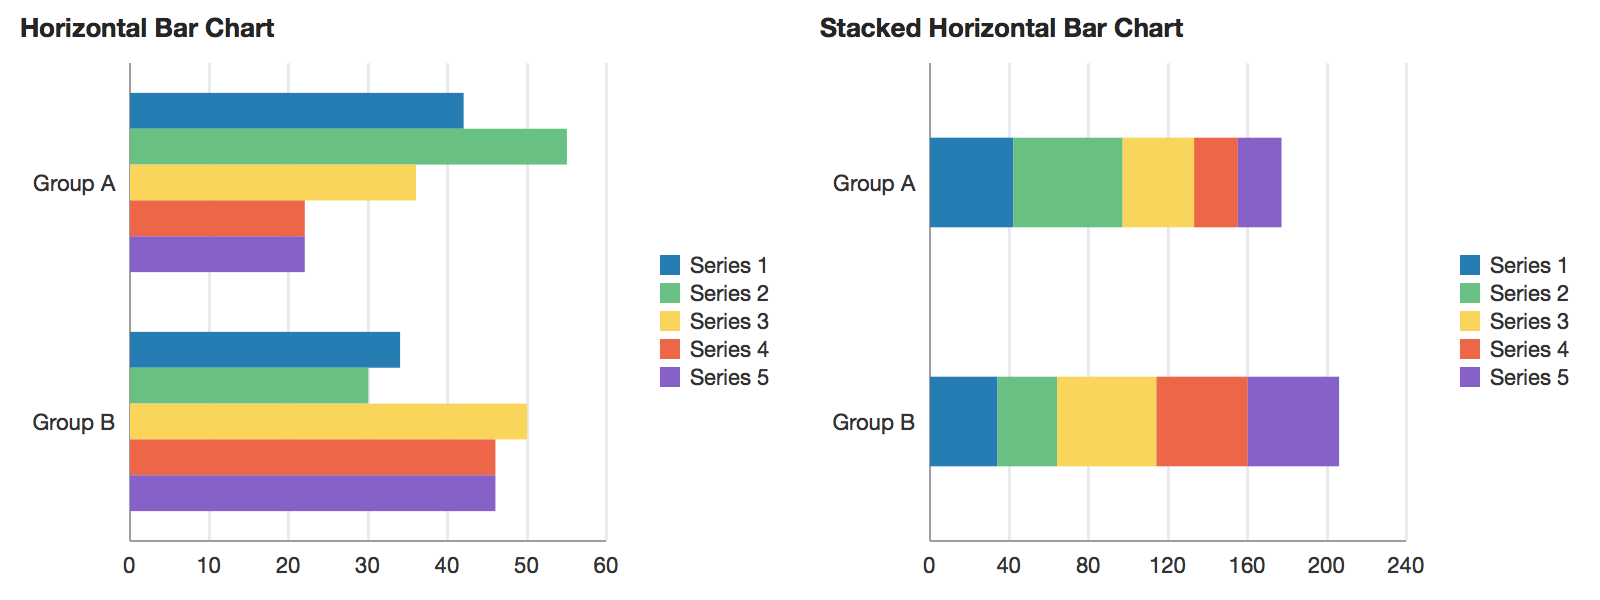 Horizontal Bar Chart
Group A
Group B
0 10 20 30 40 50 60
Series 1
Series 2
Series 3
Series 4
Series 5
Stacked Horizontal Bar Chart
Group A
Group B
0 40 80 120 160 200 240
Series 1
Series 2
Series 3
Series 4
Series 5